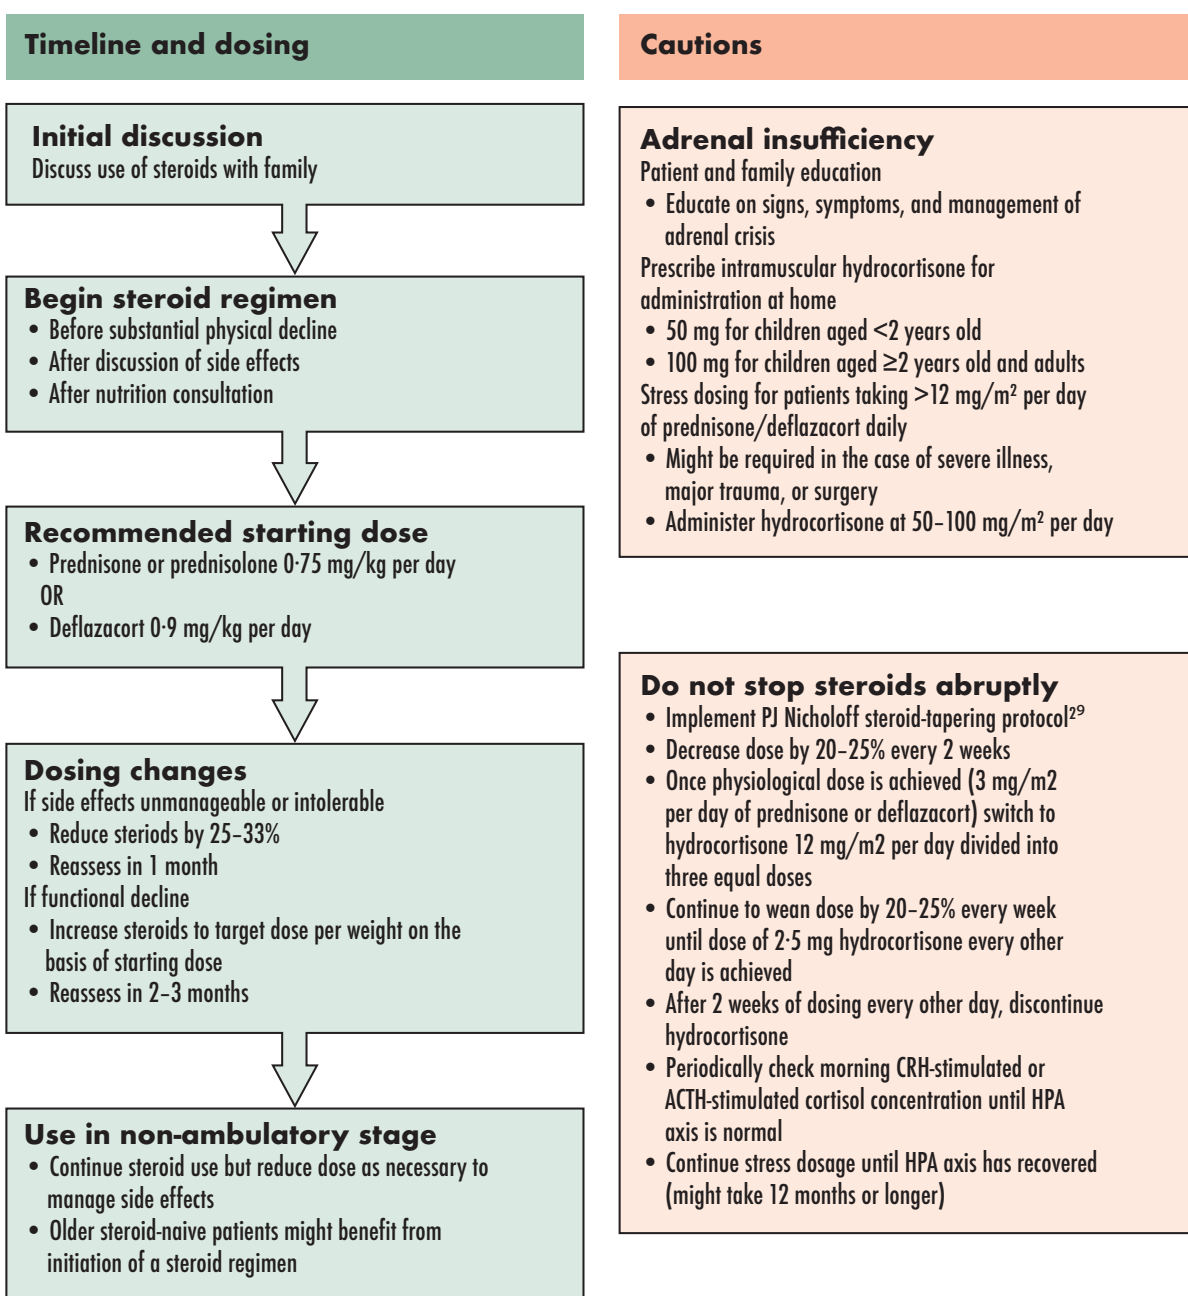 Timeline and dosing
Initial discussion
Discuss use of steroids with family
Begin steroid regimen
• Before substantial physical decline
• After discussion of side effects
• After nutrition consultation
Recommended starting dose
• Prednisone or prednisolone 0·75 mg/kg per day
OR
• Deflazacort 0·9 mg/kg per day
Dosing changes
If side effects unmanageable or intolerable
• Reduce steriods by 25–33%
• Reassess in 1 month
If functional decline
• Increase steroids to target dose per weight on the
basis of starting dose
• Reassess in 2–3 months
Use in non-ambulatory stage
• Continue steroid use but reduce dose as necessary to
manage side effects
• Older steroid-naive patients might benefit from
initiation of a steroid regimen
Cautions
Adrenal insufficiency
Patient and family education
• Educate on signs, symptoms, and management of
adrenal crisis
Prescribe intramuscular hydrocortisone for
administration at home
• 50 mg for children aged <2 years old
• 100 mg for children aged ≥2 years old and adults
Stress dosing for patients taking >12 mg/m² per day
of prednisone/deflazacort daily
• Might be required in the case of severe illness,
major trauma, or surgery
• Administer hydrocortisone at 50–100 mg/m² per day
Do not stop steroids abruptly
• Implement PJ Nicholoff steroid-tapering protocol²⁹
• Decrease dose by 20–25% every 2 weeks
• Once physiological dose is achieved (3 mg/m2
per day of prednisone or deflazacort) switch to
hydrocortisone 12 mg/m2 per day divided into
three equal doses
• Continue to wean dose by 20–25% every week
until dose of 2·5 mg hydrocortisone every other
day is achieved
• After 2 weeks of dosing every other day, discontinue
hydrocortisone
• Periodically check morning CRH-stimulated or
ACTH-stimulated cortisol concentration until HPA
axis is normal
• Continue stress dosage until HPA axis has recovered
(might take 12 months or longer)